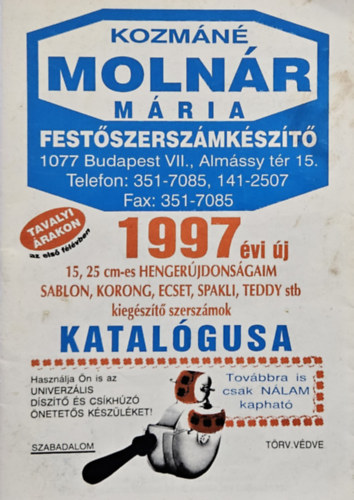 KOZMÁNÉ
MOLNÁR
MÁRIA
FESTŐSZERSZÁMKÉSZÍTŐ
1077 Budapest VII., Almássy tér 15.
Telefon: 351-7085, 141-2507
Fax: 351-7085
TAVALYI
ÁRAKON
az első félévben
1997 évi új
15, 25 cm-es HENGERÚJDONSÁGAIM
SABLON, KORONG, ECSET, SPAKLI, TEDDY stb
kiegészítő szerszámok
KATALÓGUSA
Használja Ön is az
UNIVERZÁLIS
DÍSZÍTŐ ÉS CSÍKHÚZÓ
ÖNETETŐS KÉSZÜLÉKET!
Továbbra is
csak NÁLAM
kapható
SZABADALOM
TÖRV.VÉDVE